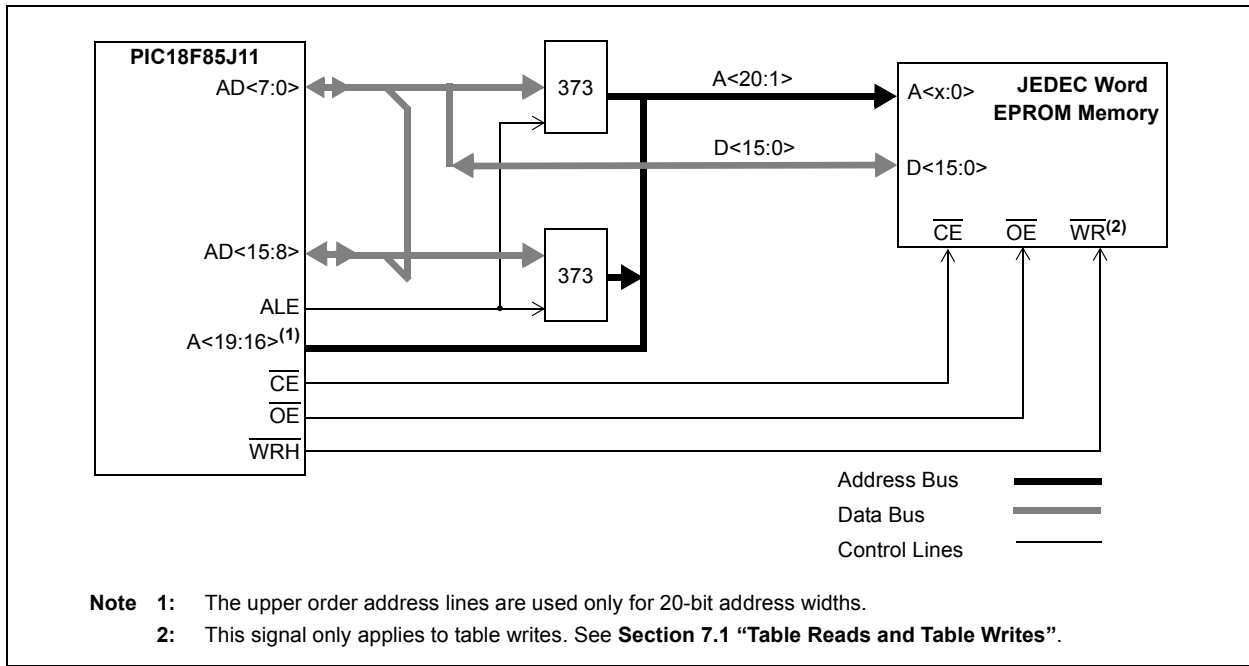 PIC18F85J11
AD<7:0>
373
A<20:1>
A<x:0>
JEDEC Word
EPROM Memory
D<15:0>
D<15:0>
CE
OE
WR(2)
AD<15:8>
373
ALE
A<19:16>(1)
CE
OE
WRH
Address Bus
Data Bus
Control Lines
Note 1: The upper order address lines are used only for 20-bit address widths.
2: This signal only applies to table writes. See Section 7.1 “Table Reads and Table Writes”.